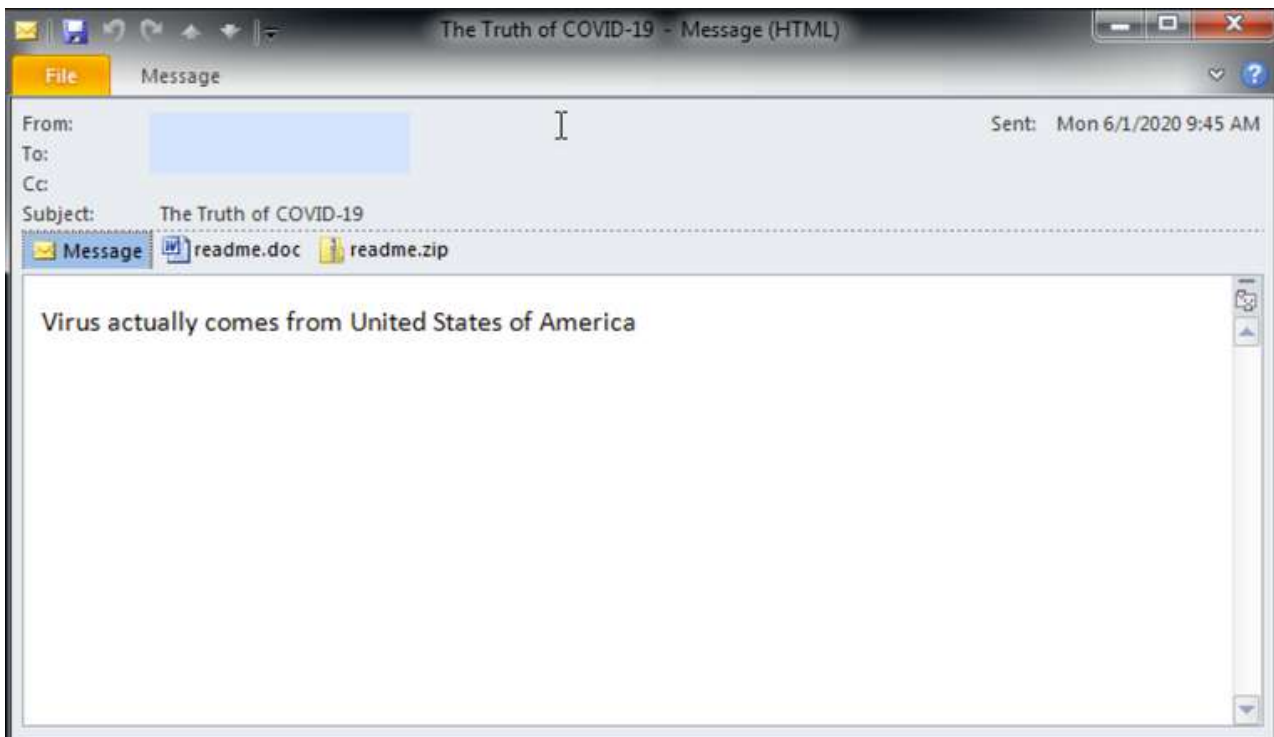 The Truth of COVID-19 - Message (HTML)
File Message
From: Sent: Mon 6/1/2020 9:45 AM
To:
Cc:
Subject: The Truth of COVID-19
Message readme.doc readme.zip
Virus actually comes from United States of America